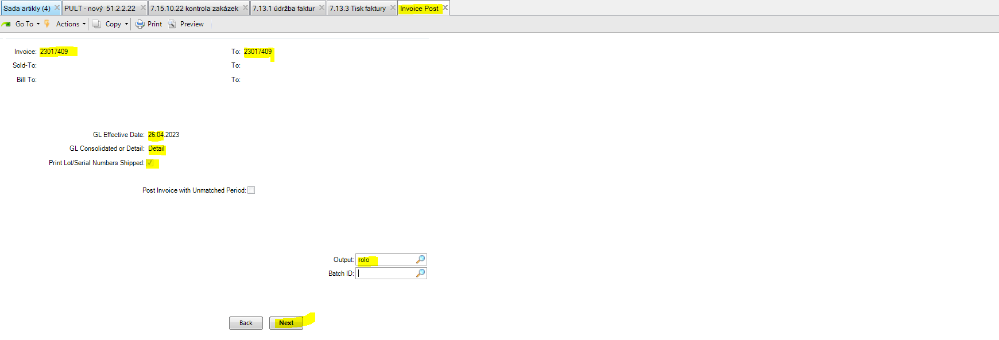 Sada artikly (4) PULT - nový 51.2.2.22 7.15.10.22 kontrola zakázek 7.13.1 údržba faktur 7.13.3 Tisk faktury Invoice Post
Go To Actions Copy Print Preview
Invoice: 23017409 To: 23017409
Sold-To: To:
Bill To: To:
GL Effective Date: 26.04.2023
GL Consolidated or Detail: Detail
Print Lot/Serial Numbers Shipped:
Post Invoice with Unmatched Period:
Output: rolo
Batch ID:
Back Next